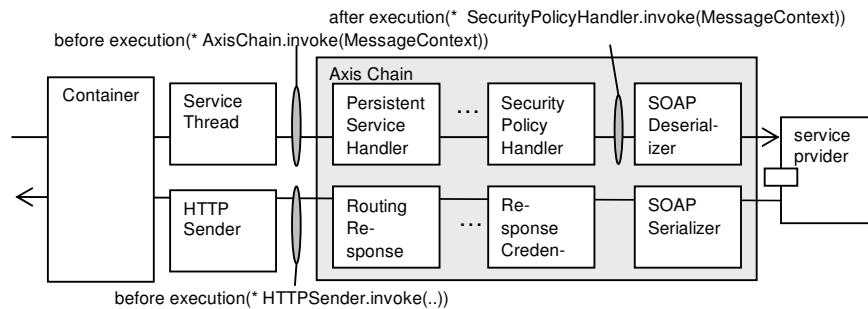 after execution(* SecurityPolicyHandler.invoke(MessageContext))
before execution(* AxisChain.invoke(MessageContext))
Axis Chain
Container
Service
Thread
Persistent
Service
Handler
...
Security
Policy
Handler
SOAP
Deserial-
izer
service
prvider
HTTP
Sender
Routing
Re-
sponse
...
Re-
sponse
Creden-
SOAP
Serializer
before execution(* HTTPSender.invoke(..))